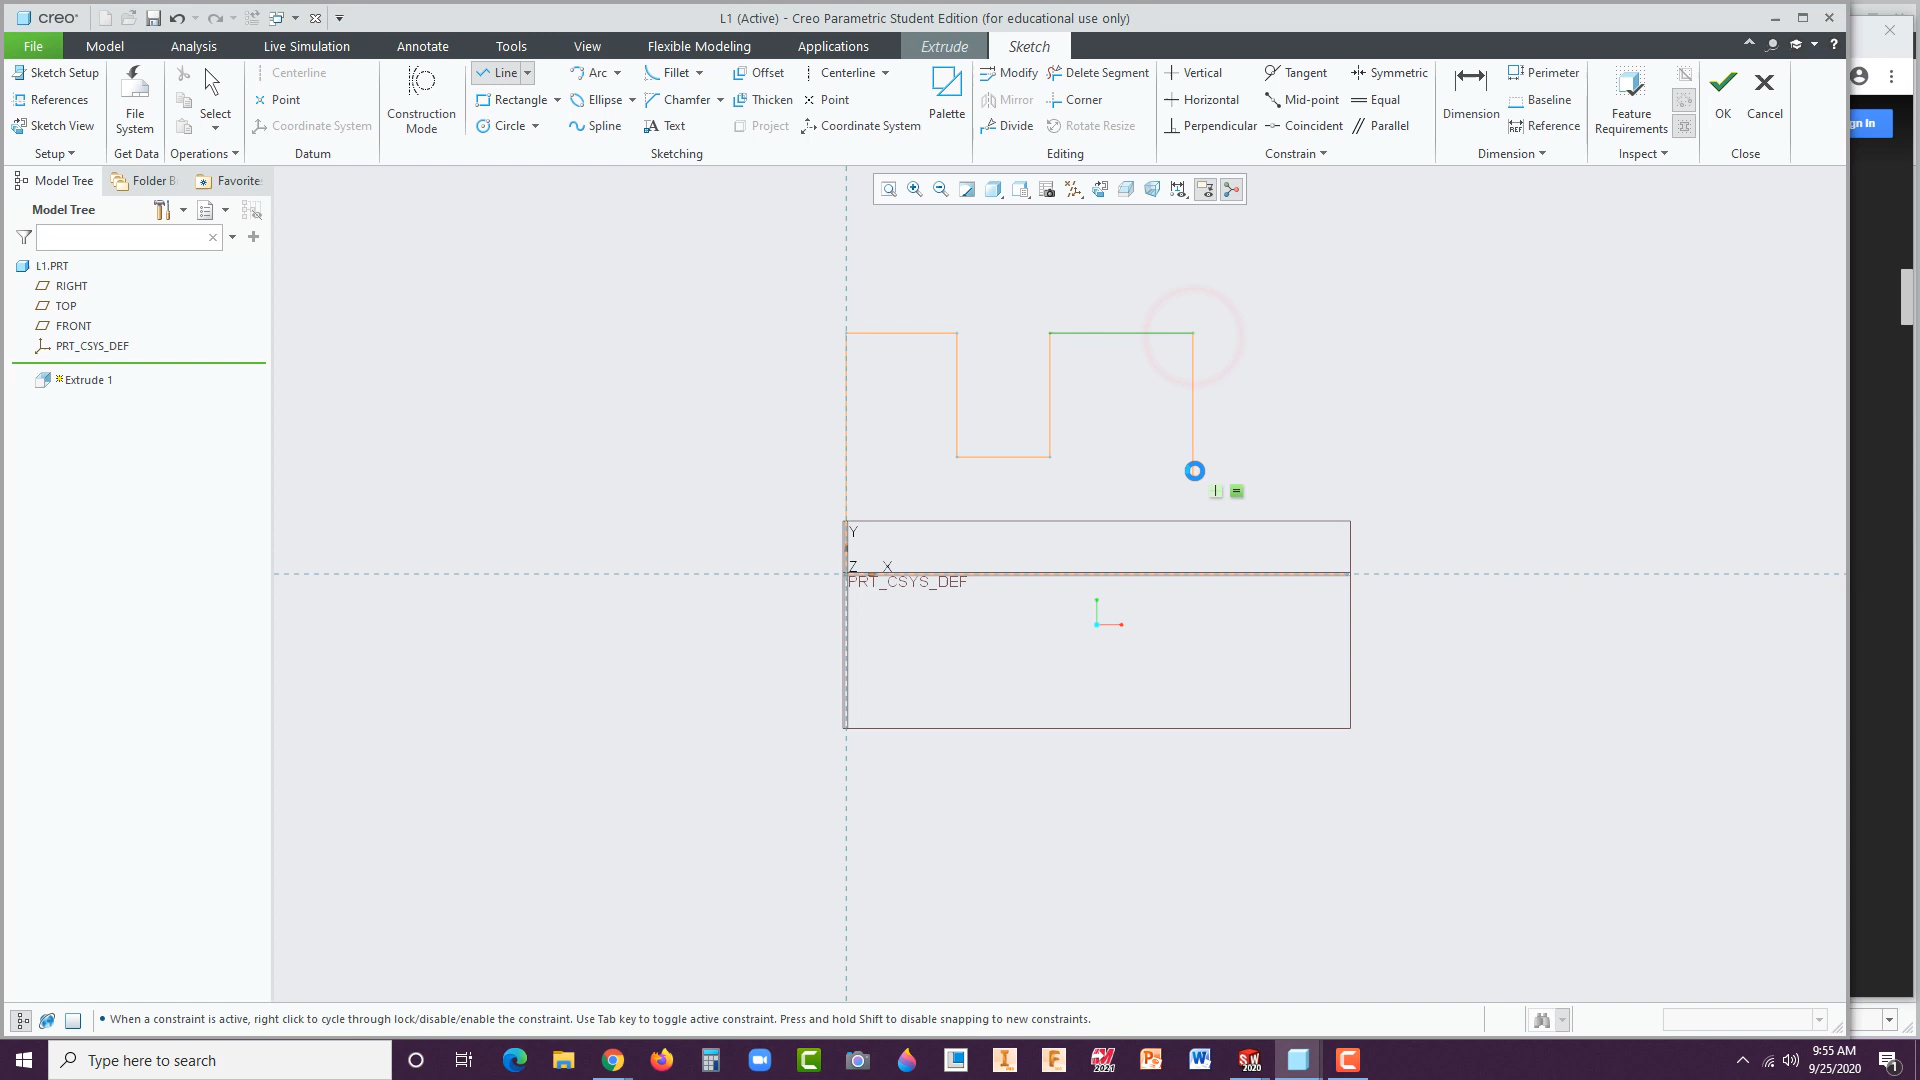 creo
L1 (Active) - Creo Parametric Student Edition (for educational use only)
File Model Analysis Live Simulation Annotate Tools View Flexible Modeling Applications Extrude Sketch
Sketch Setup
References
Sketch View
Setup
File System
Get Data
Select
Operations
Centerline
Point
Coordinate System
Datum
Construction Mode
Line Arc Fillet Offset Centerline
Rectangle Ellipse Chamfer Thicken Point
Circle Spline Text Project Coordinate System
Palette
Sketching
Modify Delete Segment
Mirror Corner
Divide Rotate Resize
Editing
Vertical Tangent Symmetric
Horizontal Mid-point Equal
Perpendicular Coincident Parallel
Constrain
Dimension
Perimeter
Baseline
REF Reference
Dimension
Feature Requirements
Inspect
OK Cancel
Close
gn In
Model Tree Folder B Favorite
Model Tree
L1.PRT
RIGHT
TOP
FRONT
PRT_CSYS_DEF
Extrude 1
Y
Z X
PRT_CSYS_DEF
When a constraint is active, right click to cycle through lock/disable/enable the constraint. Use Tab key to toggle active constraint. Press and hold Shift to disable snapping to new constraints.
Type here to search
2021
SW 2020
9:55 AM
9/25/2020
1